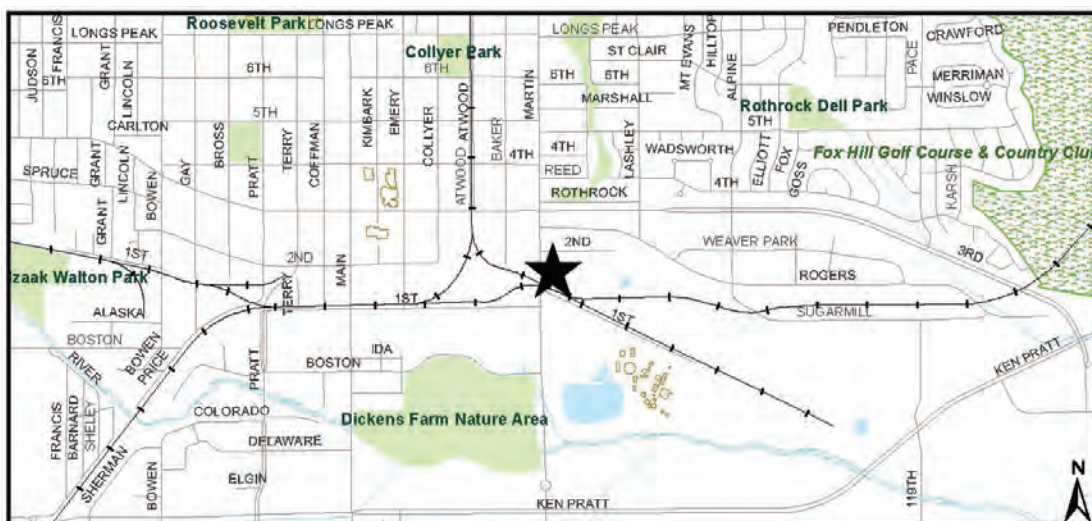 Roosevelt Park
LONGS PEAK
LONGS PEAK
LONGS PEAK
PENDLETON
CRAWFORD
JUDSON
FRANCIS
GRANT
LINCOLN
Collyer Park
ST CLAIR
MT EVANS
HILLTOP
ALPINE
PACE
6TH
6TH
6TH
6TH
6TH
MERRIMAN
MARSHALL
WINSLOW
5TH
5TH
Rothrock Dell Park
CARLTON
KIMBARK
EMERY
COLLYER
ATWOOD
ATWOOD
BAKER
MARTIN
4TH
4TH
REED
LASHLEY
WADSWORTH
4TH
ELLIOTT
FOX
GOSS
Fox Hill Golf Course & Country Club
SPRUCE
GRANT
LINCOLN
BOWEN
GAY
BROSS
PRATT
TERRY
COFFMAN
ROTHROCK
KARSH
GRANT
1ST
2ND
MAIN
2ND
WEAVER PARK
3RD
Izaak Walton Park
ROGERS
TERRY
1ST
1ST
SUGARMILL
ALASKA
BOSTON
RIVER
BOWEN
PRICE
PRATT
BOSTON
IDA
KEN PRATT
FRANCIS
BARNARD
SHELEY
COLORADO
Dickens Farm Nature Area
DELAWARE
SHERMAN
BOWEN
ELGIN
KEN PRATT
119TH
N